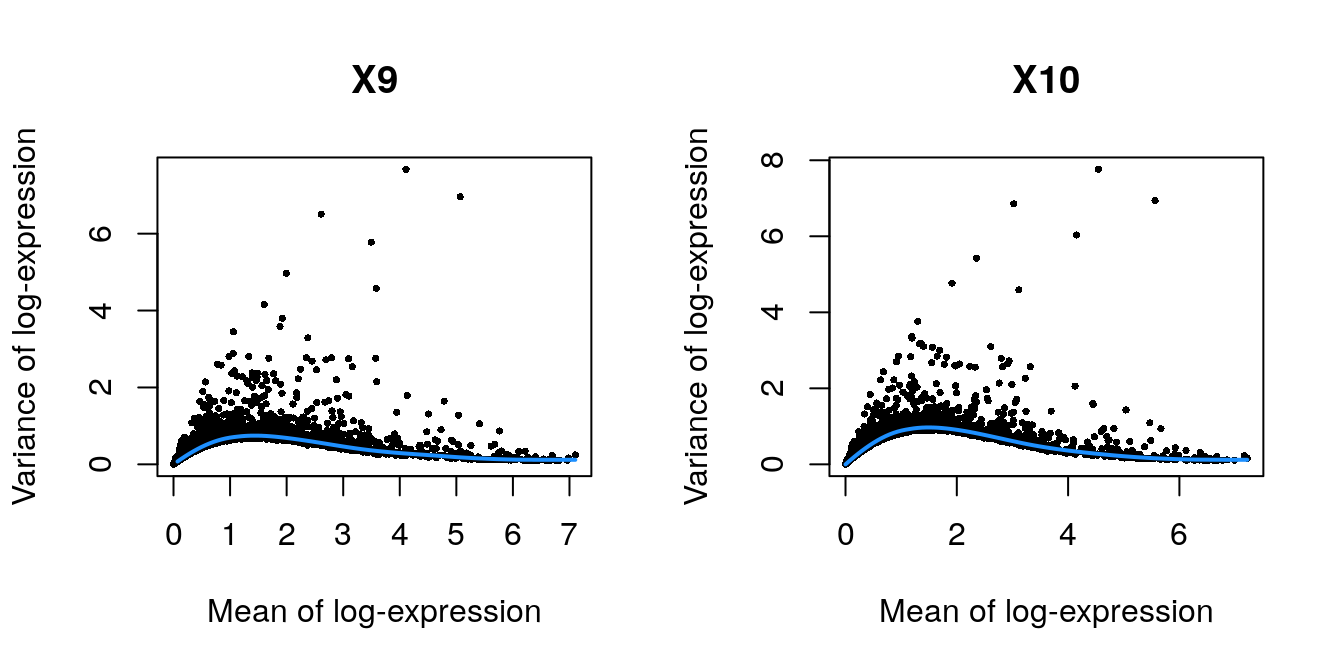 X9
Variance of log-expression
0 2 4 6
0 1 2 3 4 5 6 7
Mean of log-expression
X10
Variance of log-expression
0 2 4 6 8
0 2 4 6
Mean of log-expression